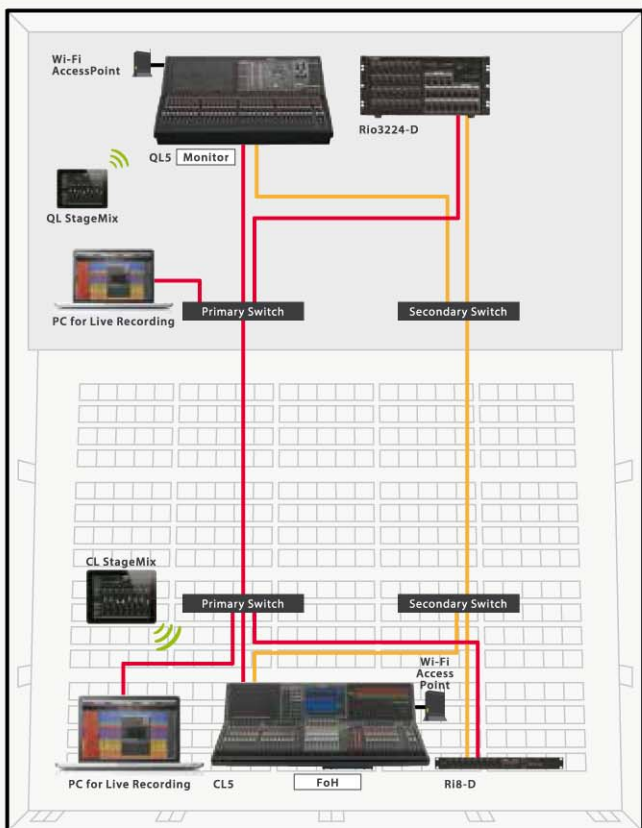 Wi-Fi
AccessPoint
Rio3224-D
QL5 Monitor
QL StageMix
PC for Live Recording
Primary Switch
Secondary Switch
CL StageMix
Primary Switch
Secondary Switch
Wi-Fi
Access
Point
PC for Live Recording
CL5
FoH
Ri8-D